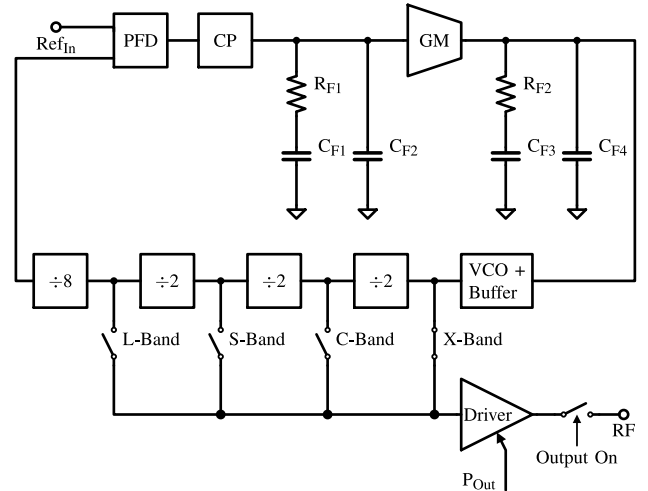 Ref_In
PFD
CP
GM
R_F1
R_F2
C_F1
C_F2
C_F3
C_F4
÷8
÷2
÷2
÷2
VCO +
Buffer
L-Band
S-Band
C-Band
X-Band
Driver
RF
Output On
P_Out